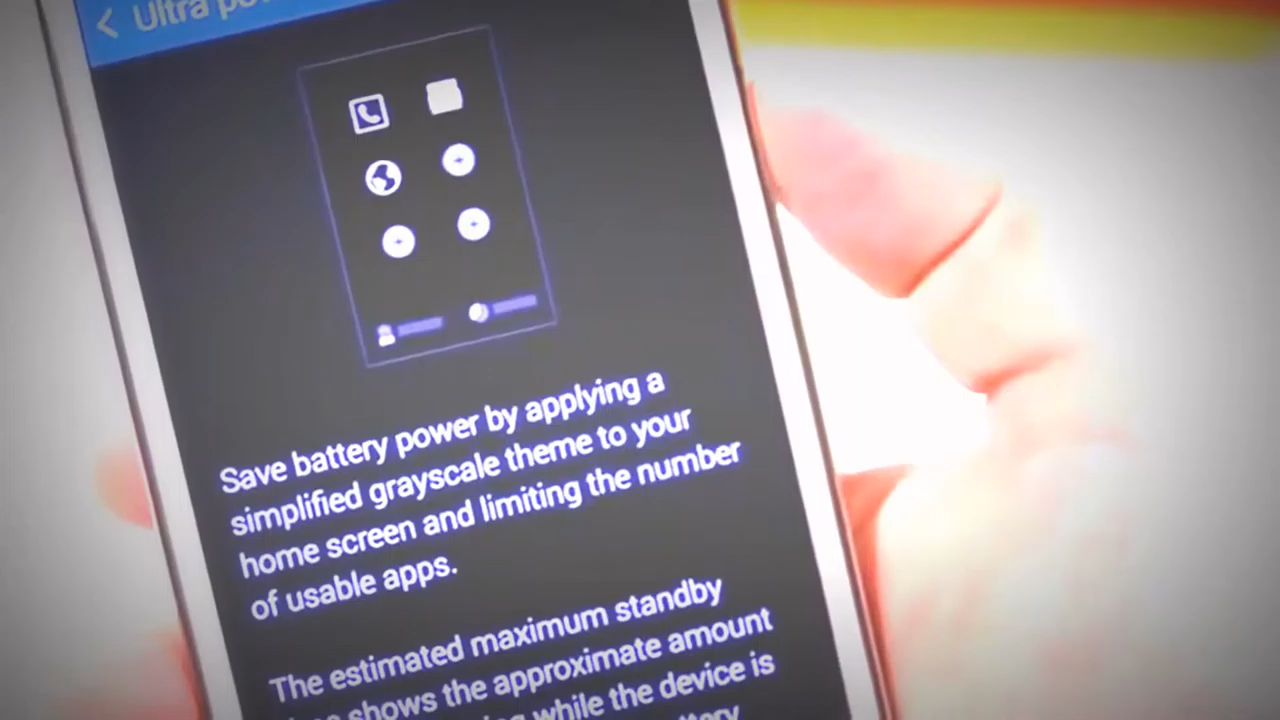 Ultra
Save battery power by applying a
simplified grayscale theme to your
home screen and limiting the number
of usable apps.
The estimated maximum standby
shows the approximate amount
while the device is